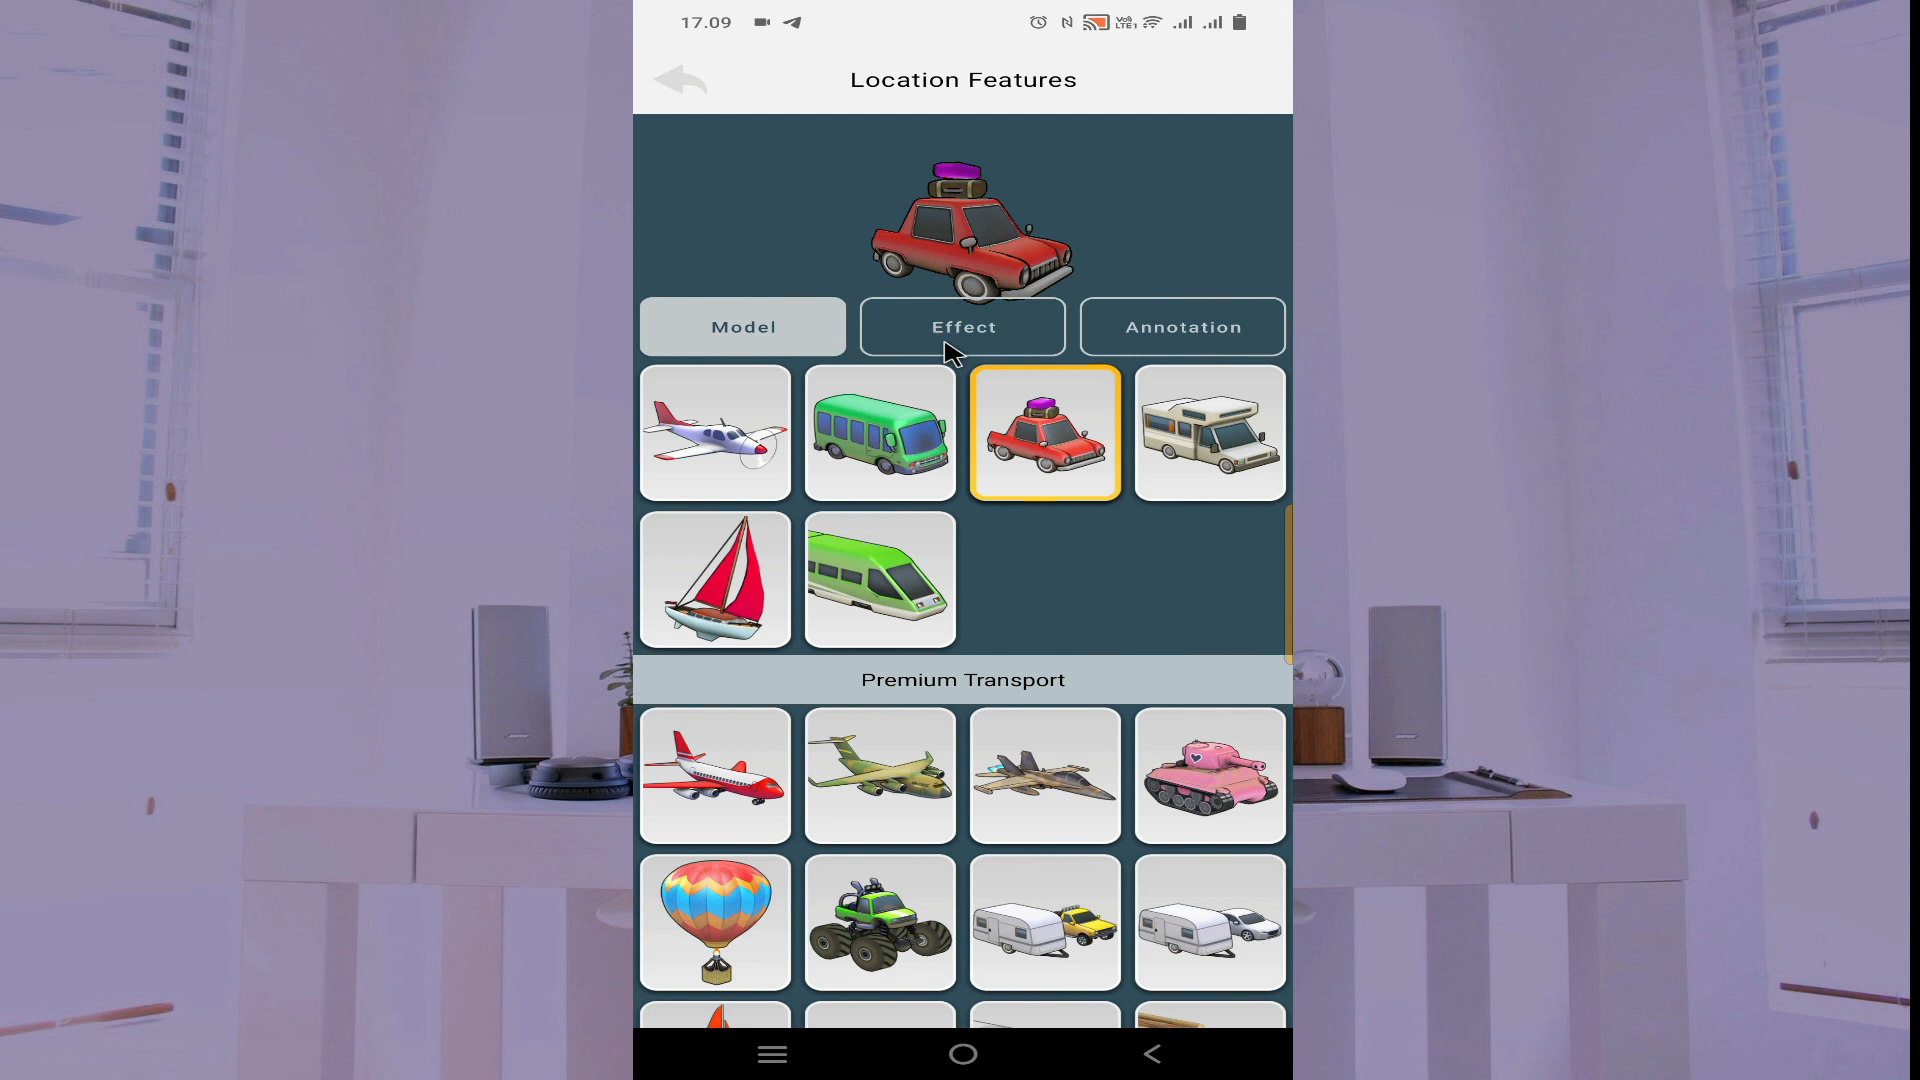 17.09
Location Features
Model
Effect
Annotation
Premium Transport